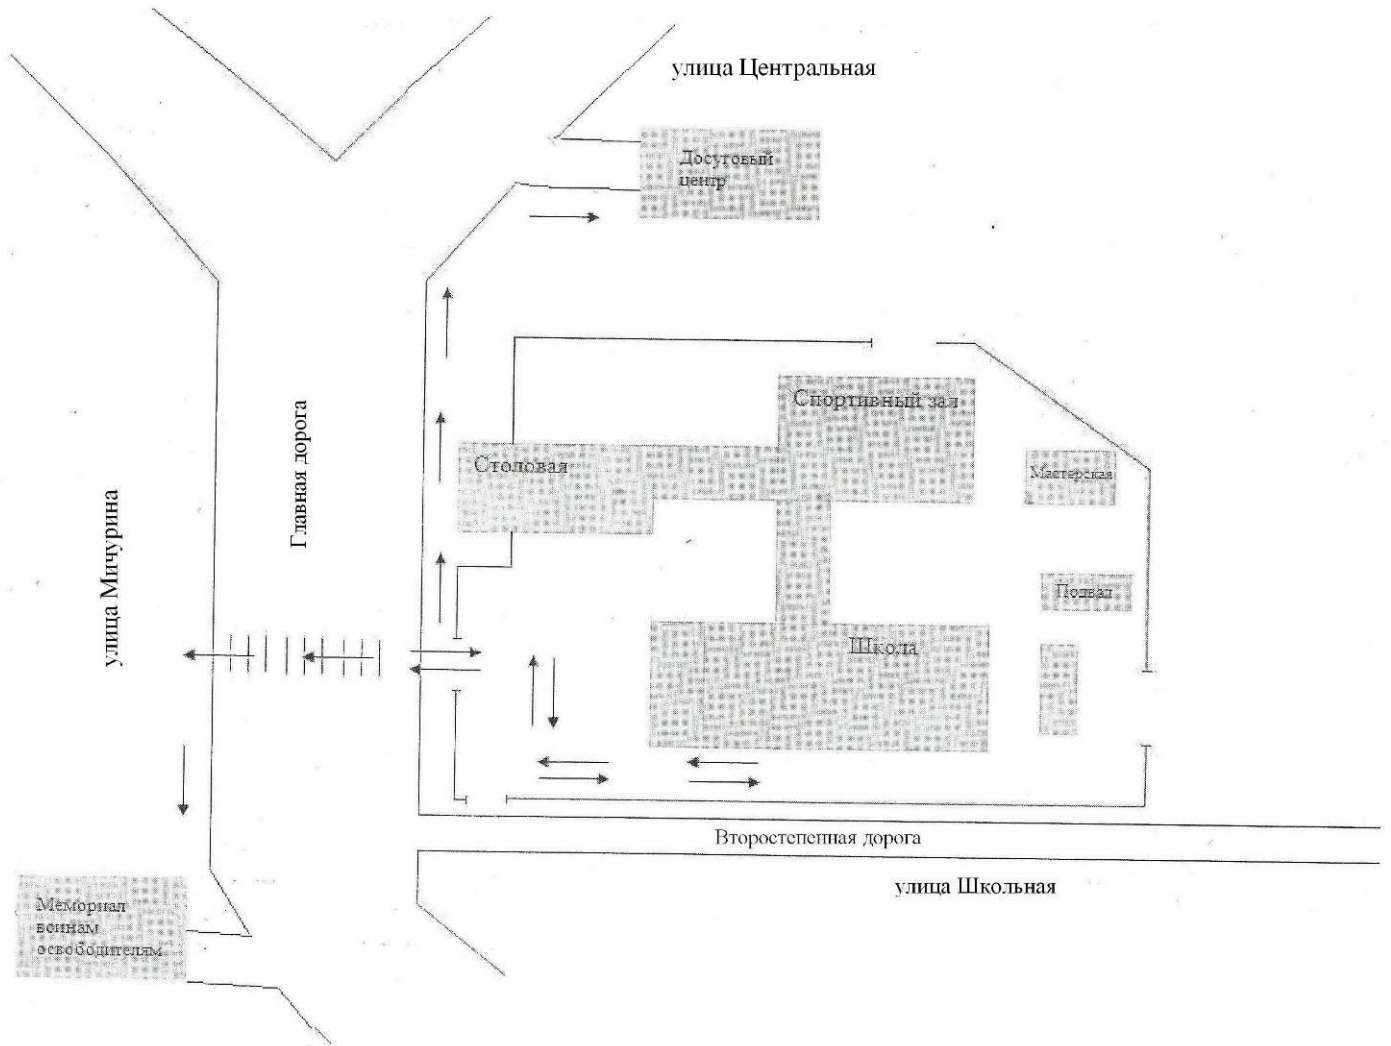 улица Центральная
Досуговый
центр
Спортивный зал
Столовая
Мастерская
Главная дорога
улица Мичурина
Подвал
Школа
Второстепенная дорога
улица Школьная
Мемориал
воинам
освободителям